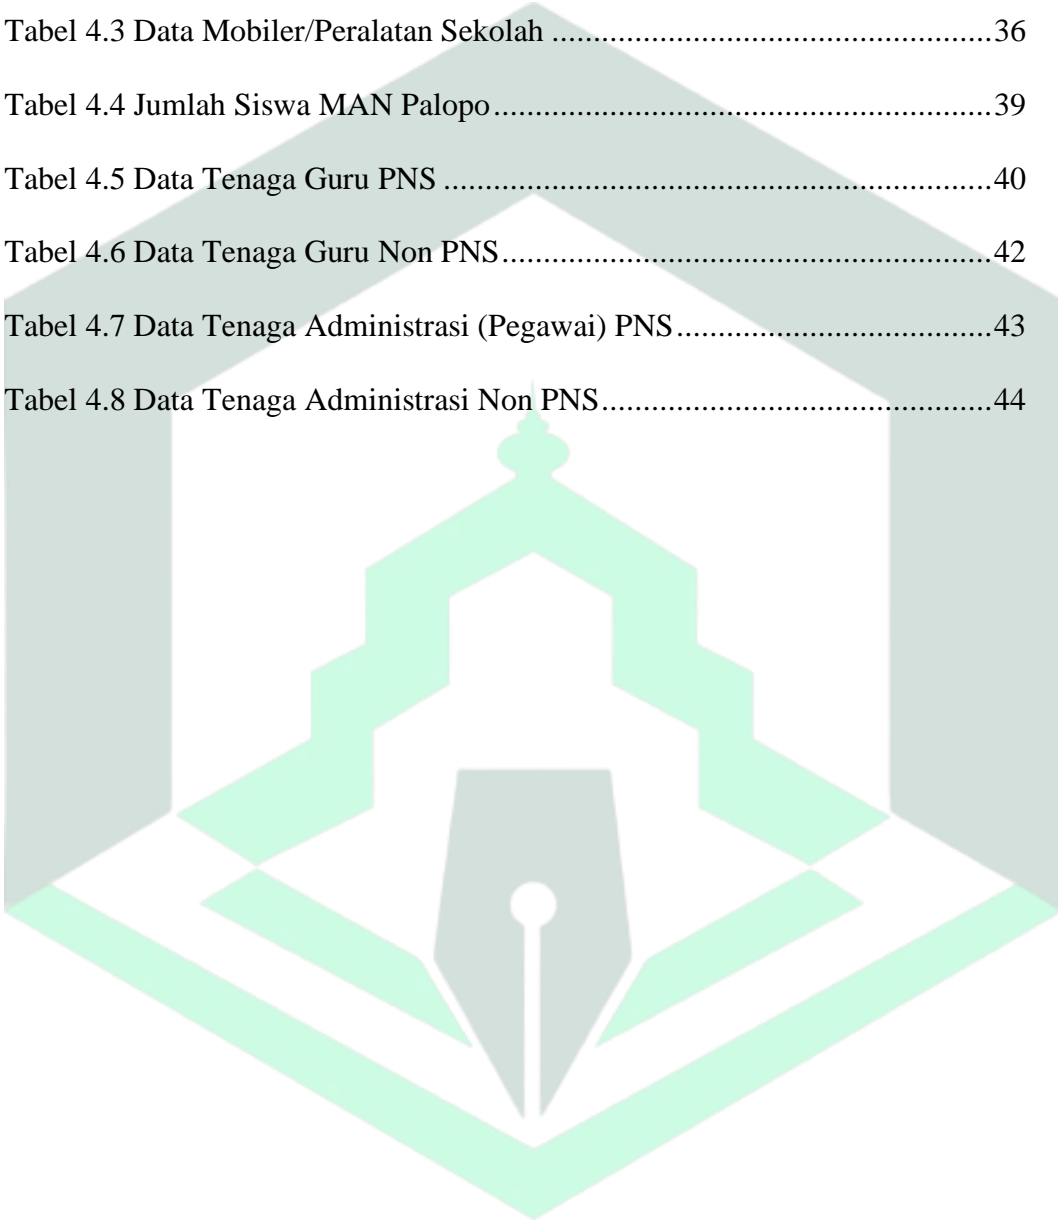 Tabel 4.3 Data Mobiler/Peralatan Sekolah ......................................................36
Tabel 4.4 Jumlah Siswa MAN Palopo.............................................................39
Tabel 4.5 Data Tenaga Guru PNS ...................................................................40
Tabel 4.6 Data Tenaga Guru Non PNS............................................................42
Tabel 4.7 Data Tenaga Administrasi (Pegawai) PNS......................................43
Tabel 4.8 Data Tenaga Administrasi Non PNS................................................44